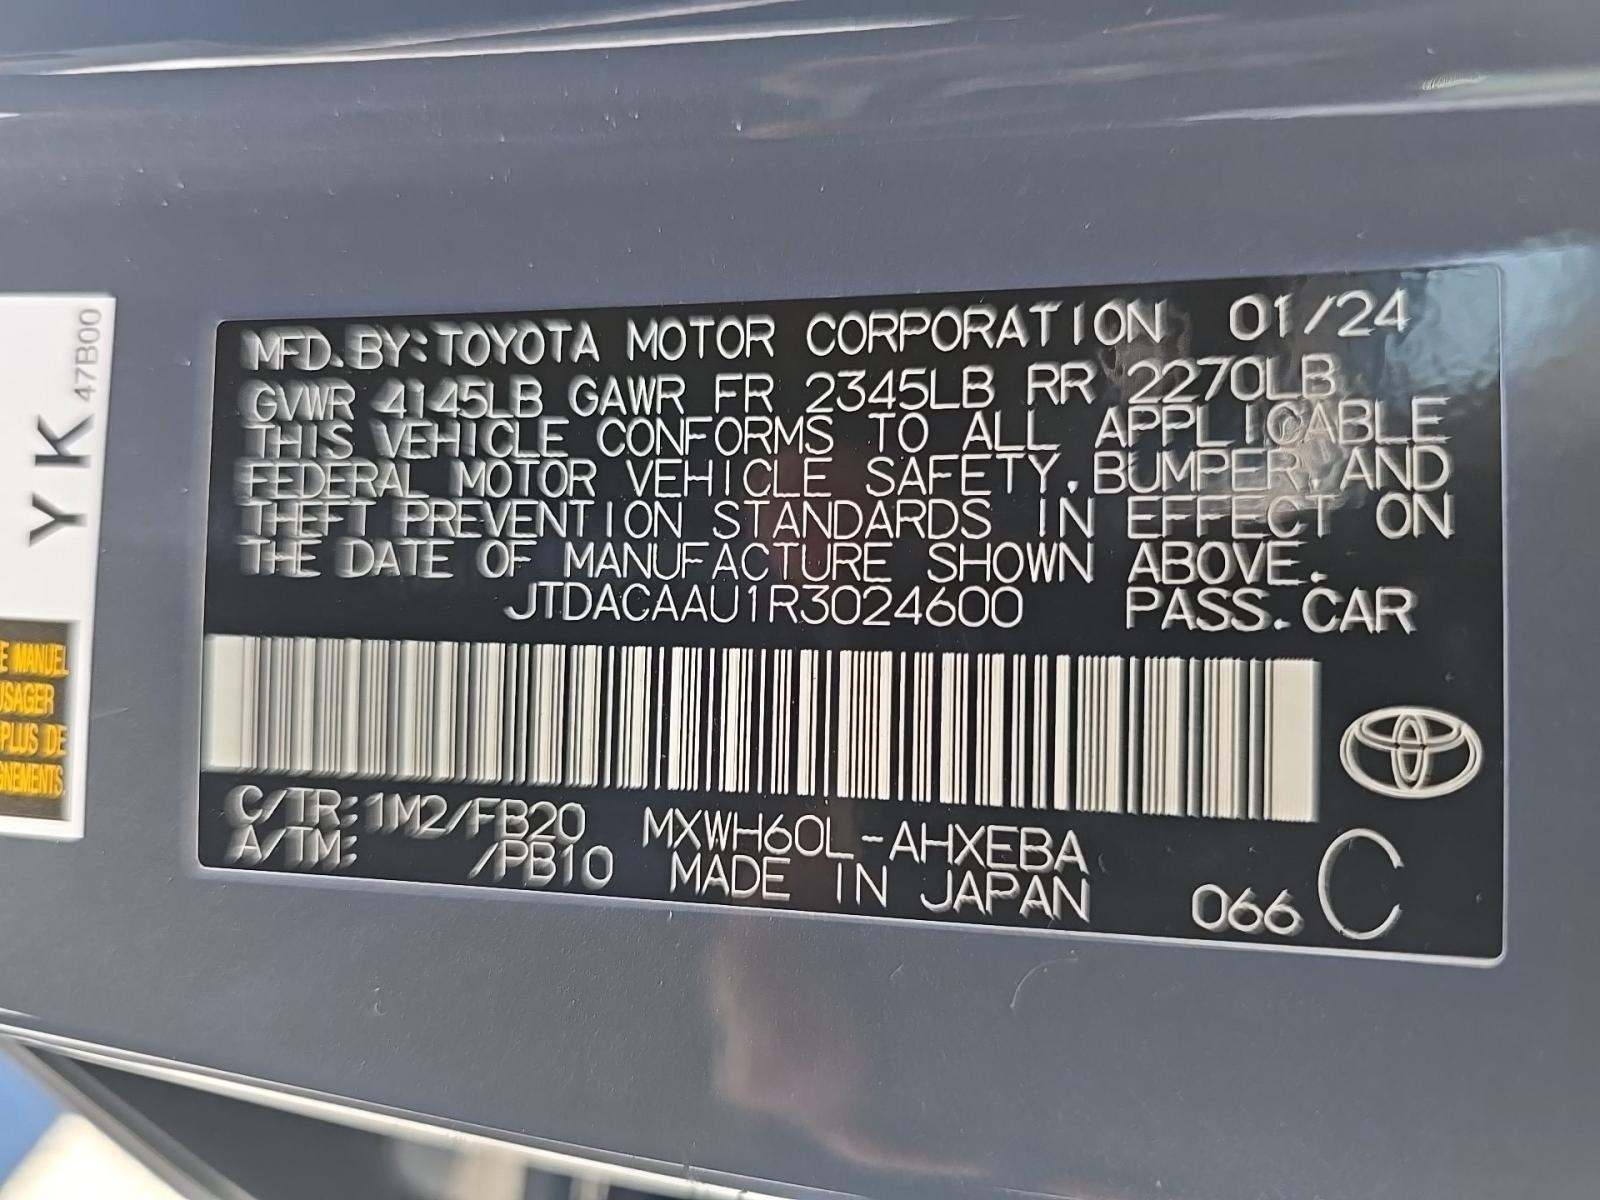 MFD. BY: TOYOTA MOTOR CORPORATION 01/24
GVWR 4145LB GAWR FR 2345LB RR 2270LB
THIS VEHICLE CONFORMS TO ALL APPLICABLE
FEDERAL MOTOR VEHICLE SAFETY, BUMPER, AND
THEFT PREVENTION STANDARDS IN EFFECT ON
THE DATE OF MANUFACTURE SHOWN ABOVE.
JTDACAAU1R3024600 PASS. CAR
C/TR: 1M2/FB20 MXWH60L-AHXEBA
A/TM: /PB10 MADE IN JAPAN 066 C
YK 47B00
E MANUEL
USAGER
PLUS DE
GNEMENTS.